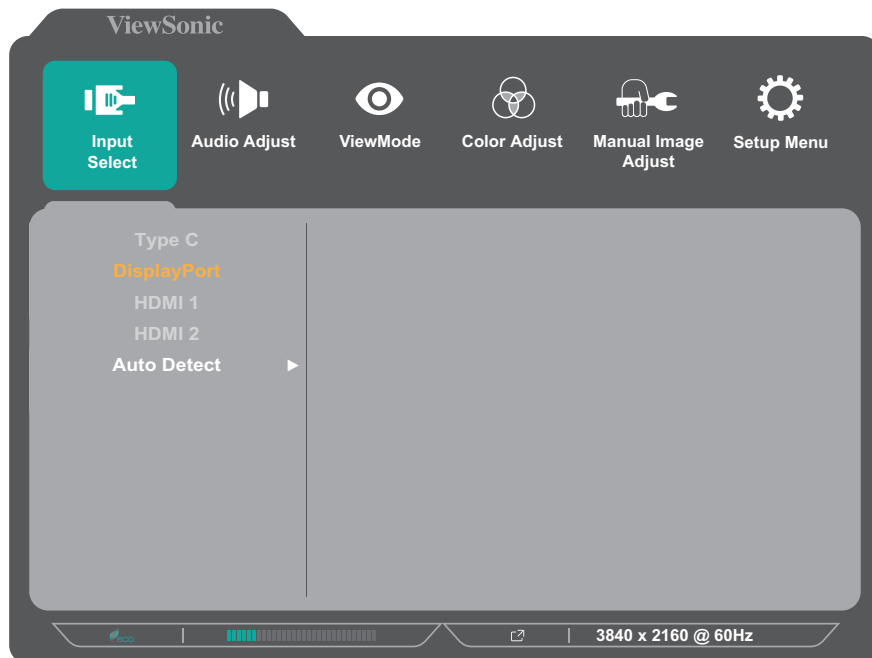 ViewSonic
Input
Select
Audio Adjust
ViewMode
Color Adjust
Manual Image
Adjust
Setup Menu
Type C
DisplayPort
HDMI 1
HDMI 2
Auto Detect
eco
3840 x 2160 @ 60Hz